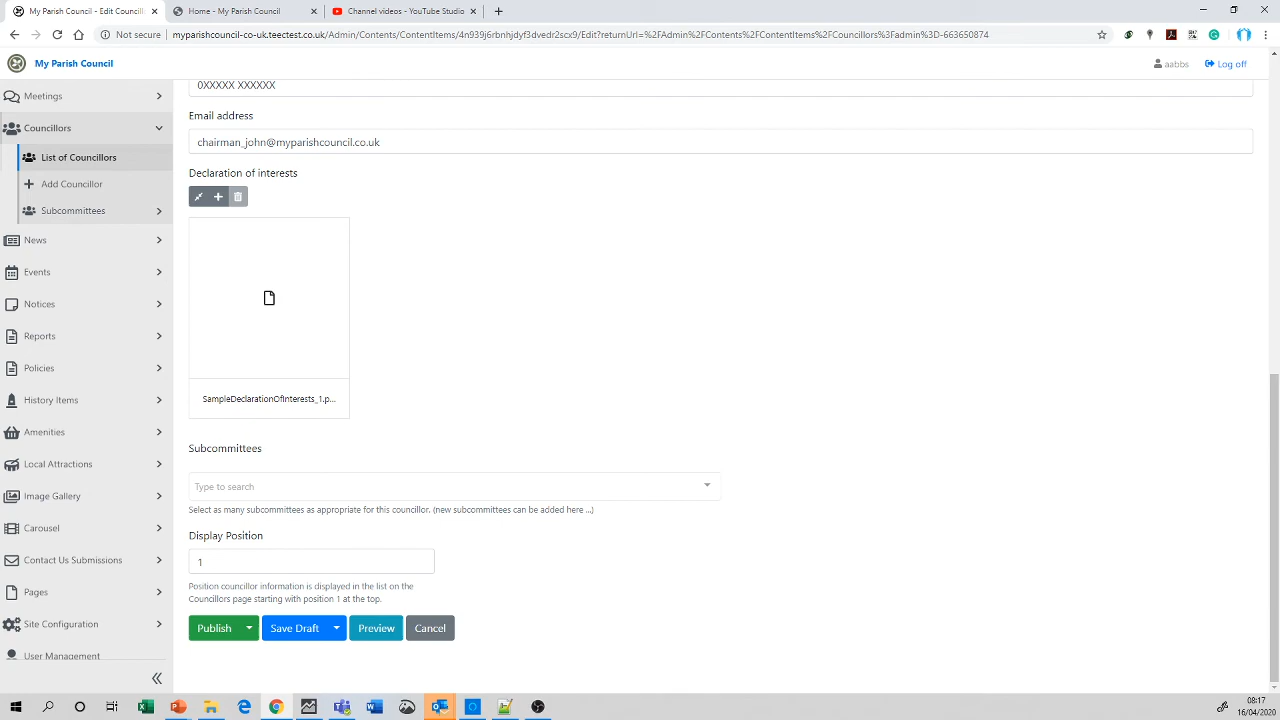 My Parish Council - Edit Councill
Home - My Parish Council
Channel videos - YouTube Studio
Not secure
myparishcouncil-co-uk.teectest.co.uk/Admin/Contents/ContentItems/4n939j6rbnhjdyf3dvedr2scx9/Edit?returnUrl=%2FAdmin%2FContents%2FContentItems%2FCouncillors%3Fadmin%3D-663650874
My Parish Council
aabbs
Log off
Meetings
Councillors
List of Councillors
Add Councillor
Subcommittees
News
Events
Notices
Reports
Policies
History Items
Amenities
Local Attractions
Image Gallery
Carousel
Contact Us Submissions
Pages
Site Configuration
User Management
0XXXXX XXXXXX
Email address
chairman_john@myparishcouncil.co.uk
Declaration of interests
SampleDeclarationOfInterests_1.p...
Subcommittees
Type to search
Select as many subcommittees as appropriate for this councillor. (new subcommittees can be added here ...)
Display Position
1
Position councillor information is displayed in the list on the
Councillors page starting with position 1 at the top.
Publish
Save Draft
Preview
Cancel
08:17
16/04/2020